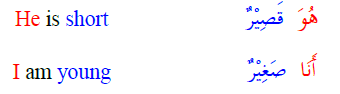 He is short هُوَ قَصِيْرٌ
I am young أَنَا صَغِيْرٌ